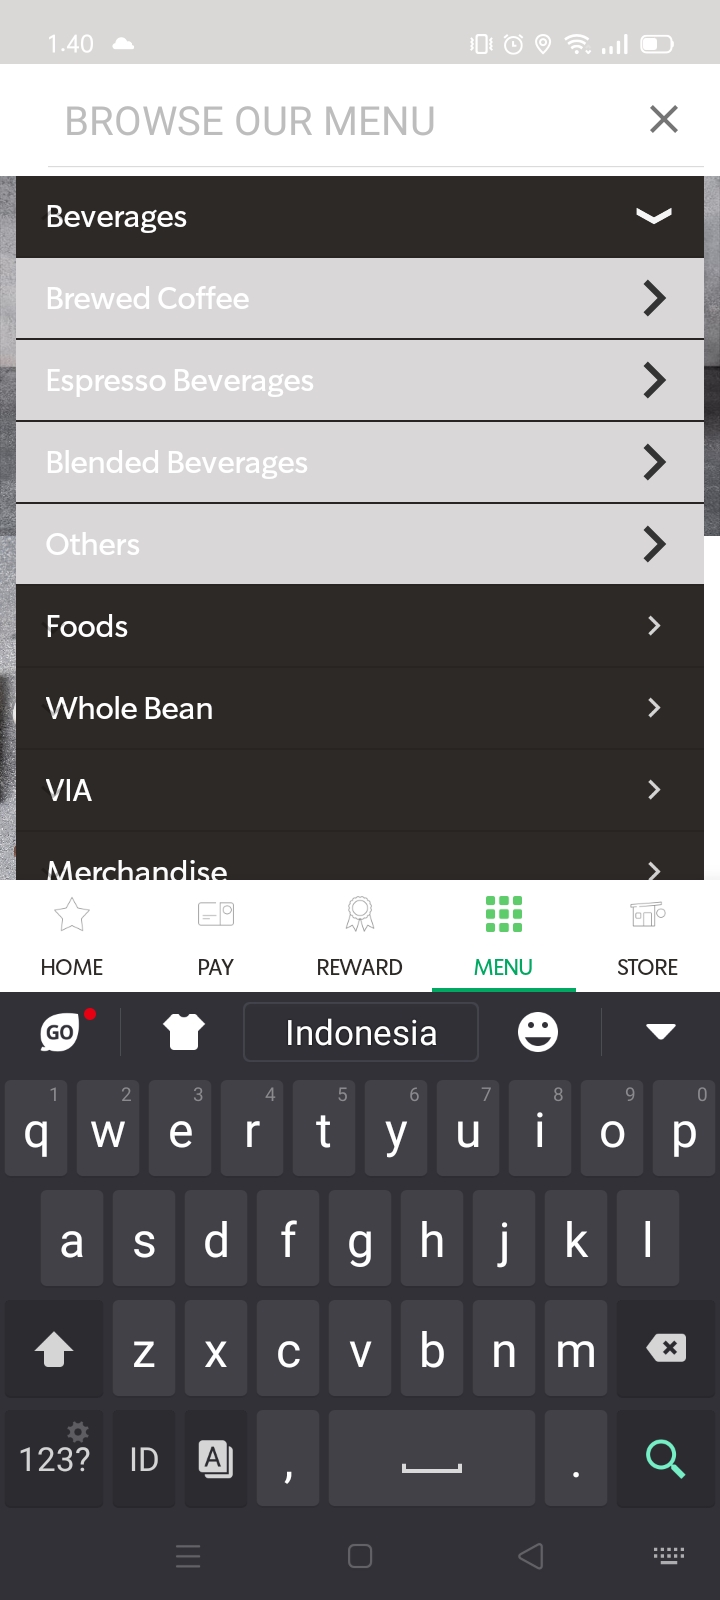 1.40
BROWSE OUR MENU
Beverages
Brewed Coffee
Espresso Beverages
Blended Beverages
Others
Foods
Whole Bean
VIA
Merchandise
HOME PAY REWARD MENU STORE
GO Indonesia
1 2 3 4 5 6 7 8 9 0
q w e r t y u i o p
a s d f g h j k l
z x c v b n m
123? ID A , .